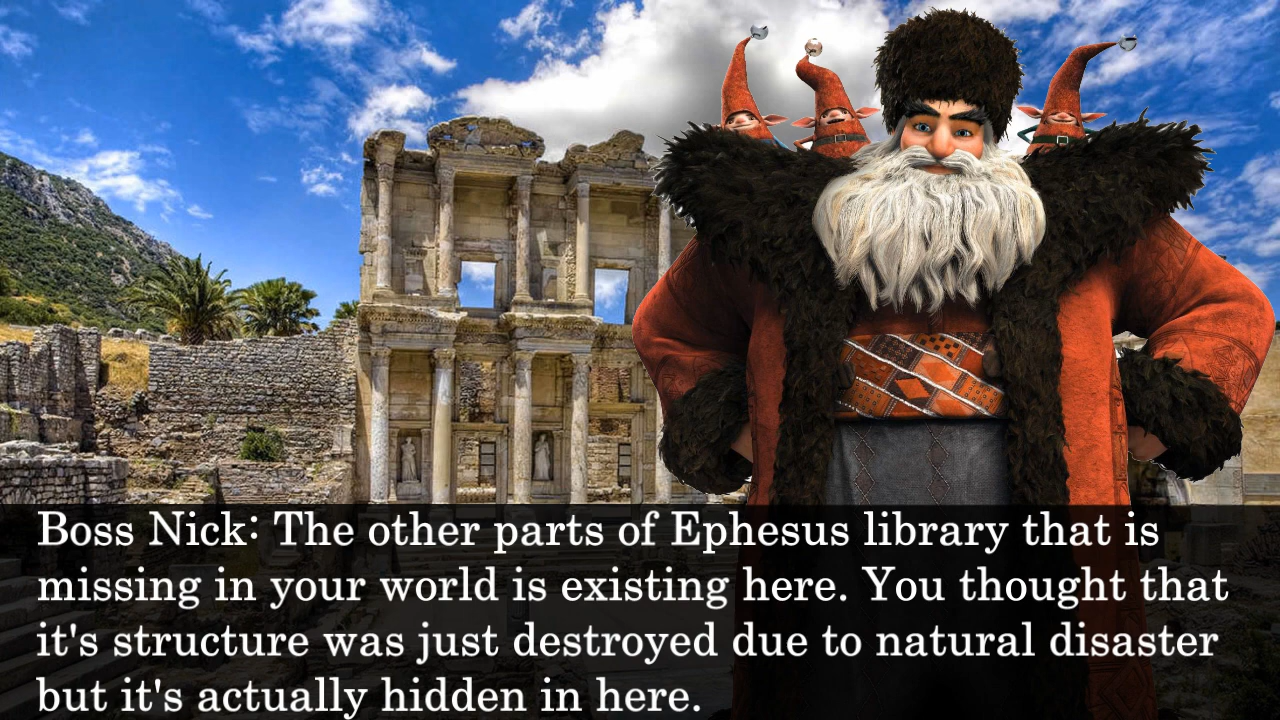 Boss Nick: The other parts of Ephesus library that is
missing in your world is existing here. You thought that
it's structure was just destroyed due to natural disaster
but it's actually hidden in here.